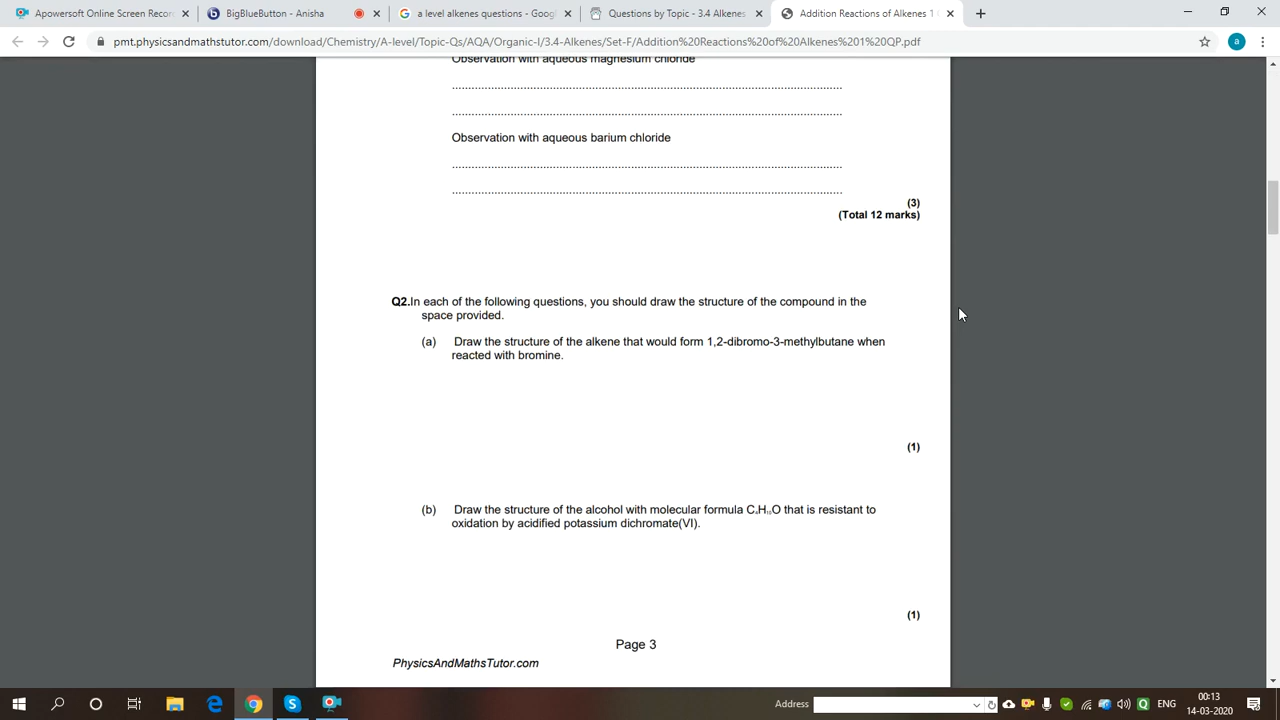 Apowersoft Online Screen Record
BigBlueButton - Anisha
a level alkenes questions - Goog
Questions by Topic - 3.4 Alkenes
Addition Reactions of Alkenes 1
pmt.physicsandmathstutor.com/download/Chemistry/A-level/Topic-Qs/AQA/Organic-I/3.4-Alkenes/Set-F/Addition%20Reactions%20of%20Alkenes%201%20QP.pdf
a
Observation with aqueous magnesium chloride
Observation with aqueous barium chloride
(3)
(Total 12 marks)
Q2.In each of the following questions, you should draw the structure of the compound in the
space provided.
(a) Draw the structure of the alkene that would form 1,2-dibromo-3-methylbutane when
reacted with bromine.
(1)
(b) Draw the structure of the alcohol with molecular formula C₄H₁₀O that is resistant to
oxidation by acidified potassium dichromate(VI).
(1)
Page 3
PhysicsAndMathsTutor.com
Address
ENG
00:13
14-03-2020